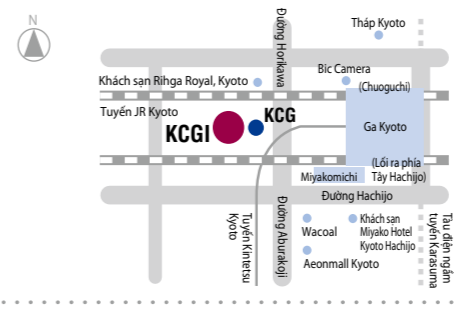 N
Đường Horikawa
Tháp Kyoto
Bic Camera
(Chuoguchi)
Khách sạn Rihga Royal, Kyoto
Tuyến JR Kyoto
KCGI
KCG
Ga Kyoto
(Lối ra phía
Tây Hachijo)
Miyakomichi
Đường Hachijo
Tuyến Kintetsu
Kyoto
Đường Aburakoji
Wacoal
Khách sạn
Miyako Hotel
Kyoto Hachijo
Aeonmall Kyoto
Tàu điện ngầm
tuyến Karasuma